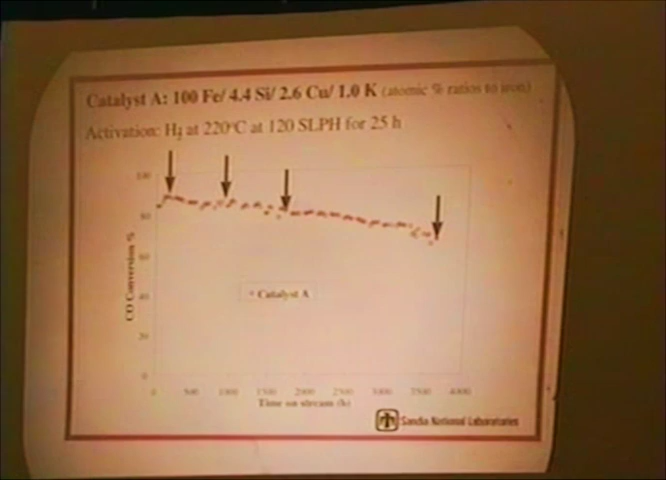 Catalyst A: 100 Fe/ 4.4 Si/ 2.6 Cu/ 1.0 K (atomic % ratios to iron)
Activation: H₂ at 220°C at 120 SLPH for 25 h
100
80
60
40
20
0
CO Conversion %
Catalyst A
0 500 1000 1500 2000 2500 3000 3500 4000
Time on stream (h)
Sandia National Laboratories